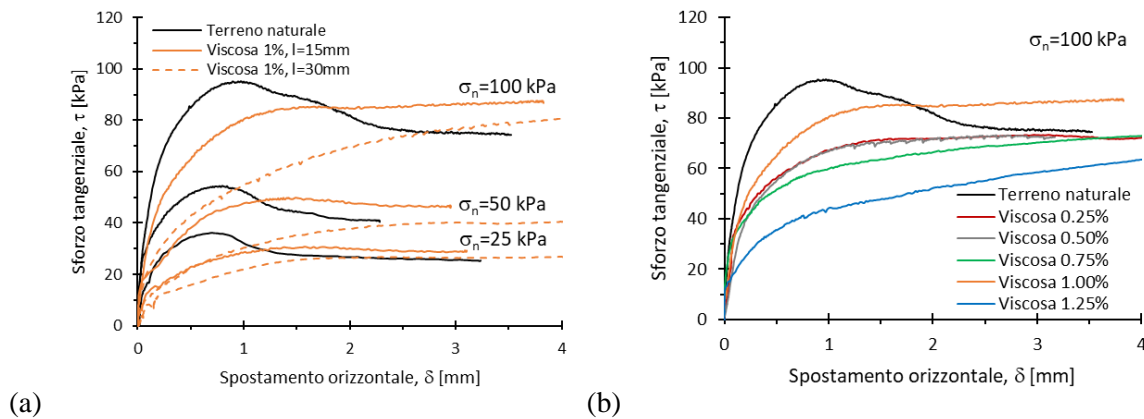 Terreno naturale
Viscosa 1%, l=15mm
Viscosa 1%, l=30mm
σn=100 kPa
σn=50 kPa
σn=25 kPa
Sforzo tangenziale, τ [kPa]
120
100
80
60
40
20
0
0 1 2 3 4
Spostamento orizzontale, δ [mm]
(a)
σn=100 kPa
Terreno naturale
Viscosa 0.25%
Viscosa 0.50%
Viscosa 0.75%
Viscosa 1.00%
Viscosa 1.25%
Sforzo tangenziale, τ [kPa]
120
100
80
60
40
20
0
0 1 2 3 4
Spostamento orizzontale, δ [mm]
(b)